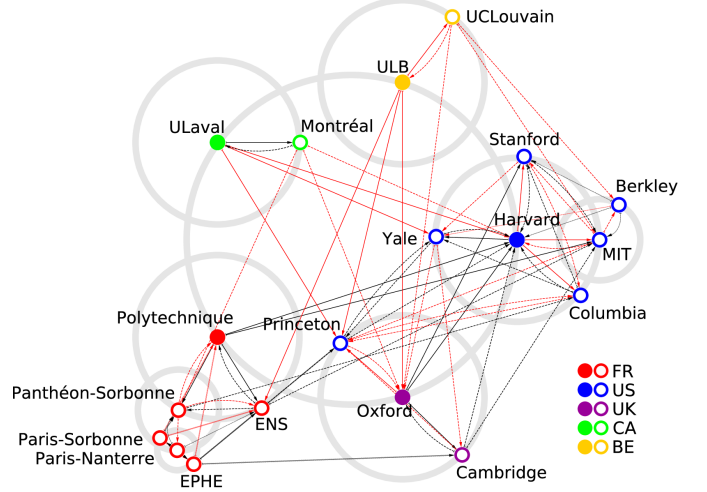 UCLouvain
ULB
ULaval
Montréal
Stanford
Berkley
Harvard
Yale
MIT
Columbia
Polytechnique
Princeton
Panthéon-Sorbonne
Oxford
ENS
Paris-Sorbonne
Paris-Nanterre
EPHE
Cambridge
FR
US
UK
CA
BE